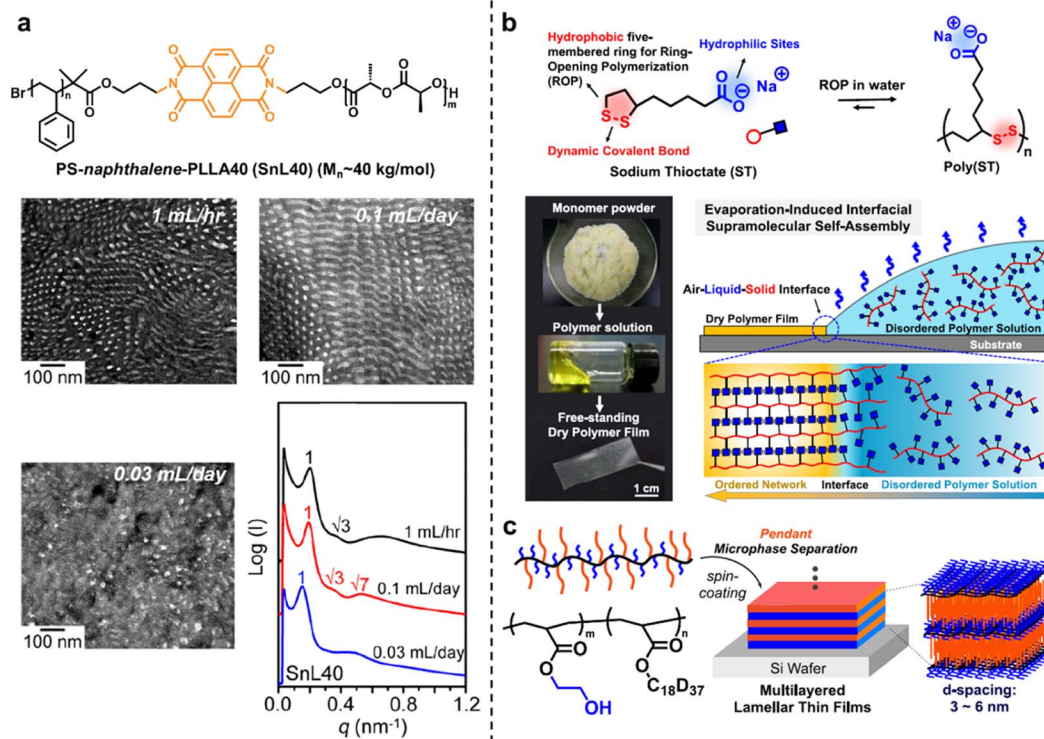 a
Br
n
O
O
O
O
N
N
O
O
O
O
O
O
O
H
m
PS-naphthalene-PLLA40 (SnL40) (Mn~40 kg/mol)
1 mL/hr
100 nm
0.1 mL/day
100 nm
0.03 mL/day
100 nm
Log (I)
1
√3
1 mL/hr
1
√3
√7
0.1 mL/day
1
0.03 mL/day
SnL40
0.0
0.2
0.4
0.6
0.8
1.0
1.2
q (nm⁻¹)
b
Hydrophobic five-
membered ring for Ring-
Opening Polymerization
(ROP)
Hydrophilic Sites
O
Na⊕
O⊖
S-S
Dynamic Covalent Bond
Sodium Thioctate (ST)
ROP in water
Na⊕
O⊖
O
S-S
n
Poly(ST)
Monomer powder
Polymer solution
Free-standing
Dry Polymer Film
1 cm
Evaporation-Induced Interfacial
Supramolecular Self-Assembly
Air-Liquid-Solid Interface
Dry Polymer Film
Disordered Polymer Solution
Substrate
Ordered Network
Interface
Disordered Polymer Solution
c
m
n
O
O
O
O
OH
C18D37
Pendant
Microphase Separation
spin-
coating
Si Wafer
Multilayered
Lamellar Thin Films
d-spacing:
3 ~ 6 nm